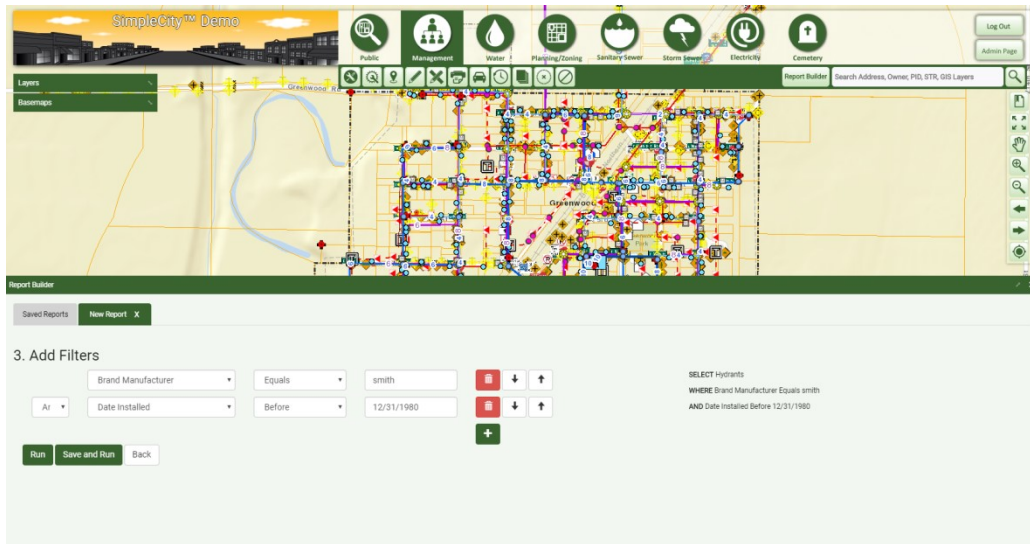 SimpleCity™ Demo
Public
Management
Water
Planning/Zoning
Sanitary Sewer
Storm Sewer
Electricity
Cemetery
Log Out
Admin Page
Layers
Basemaps
Report Builder
Search Address, Owner, PID, STR, GIS Layers
Greenwood
Report Builder
Saved Reports
New Report X
3. Add Filters
Brand Manufacturer Equals smith
Ar Date Installed Before 12/31/1980
Run Save and Run Back
SELECT Hydrants
WHERE Brand Manufacturer Equals smith
AND Date Installed Before 12/31/1980